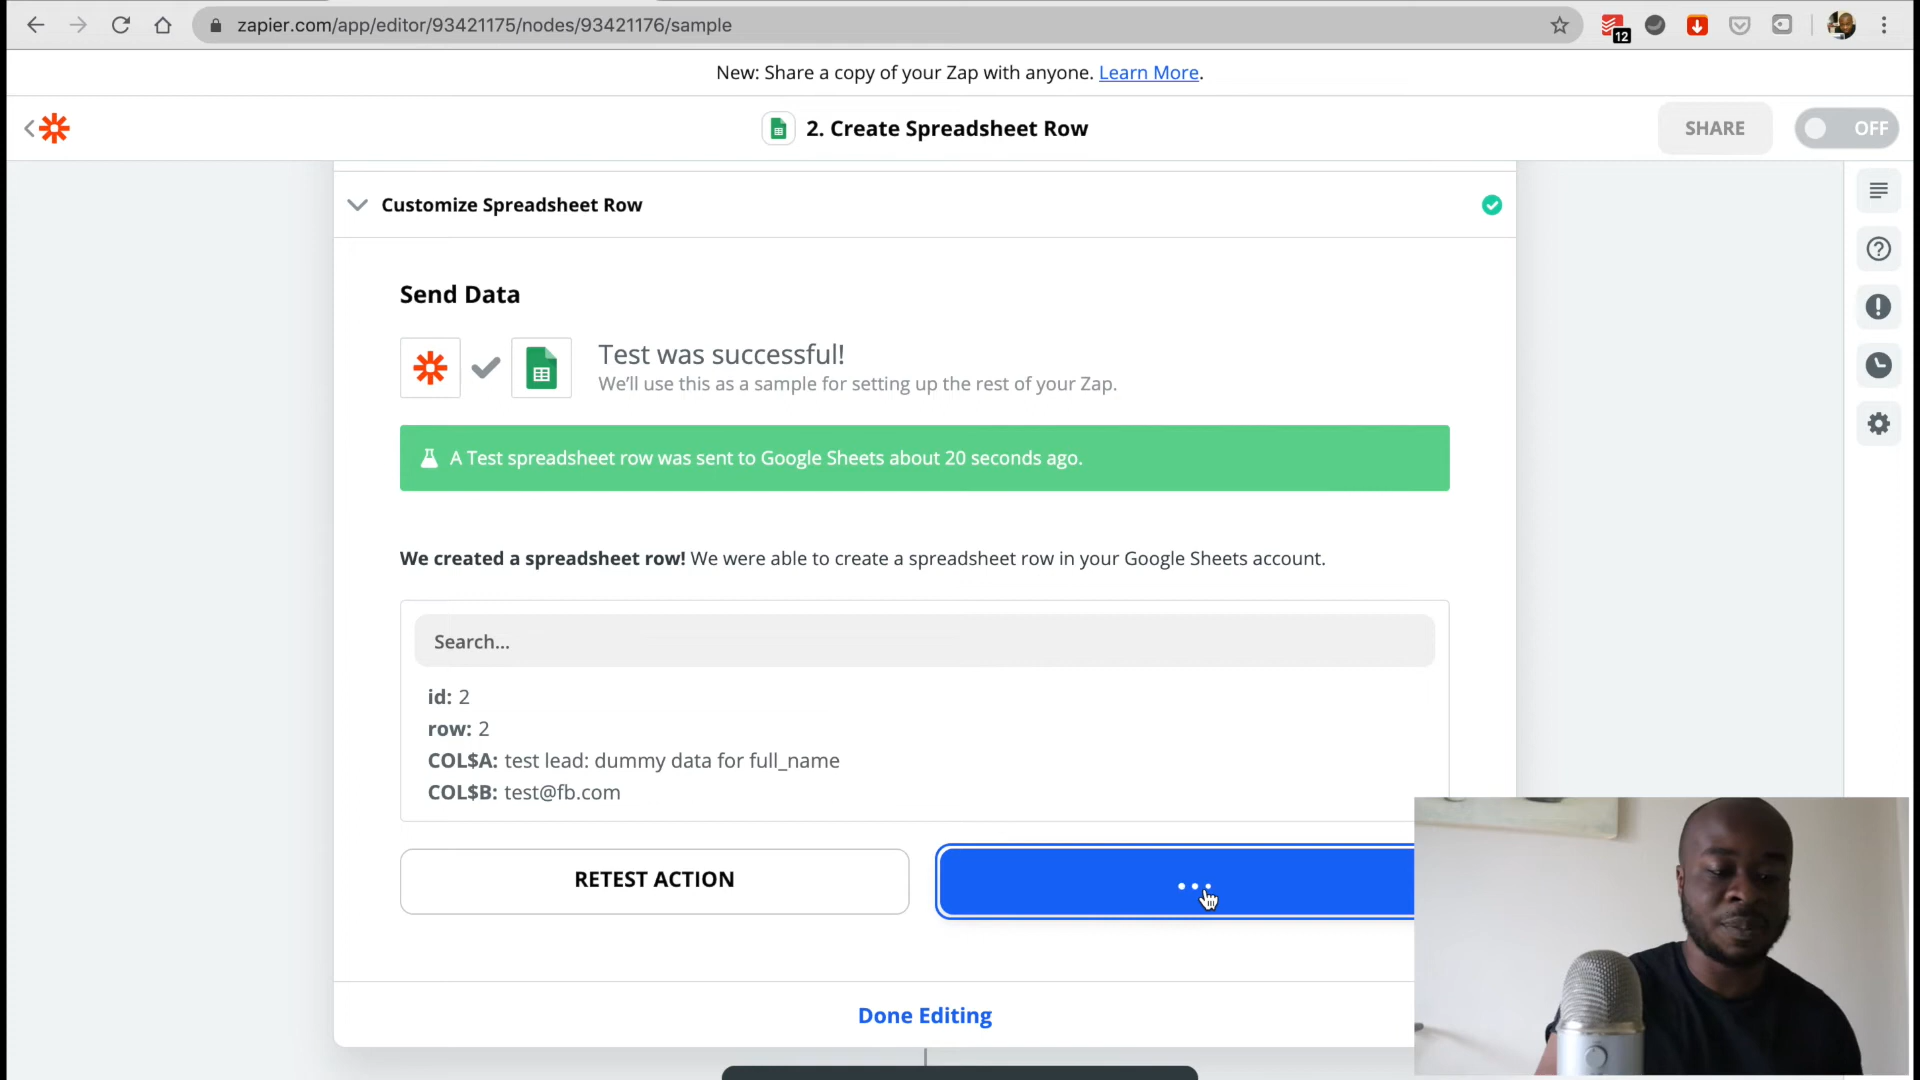 zapier.com/app/editor/93421175/nodes/93421176/sample
12
New: Share a copy of your Zap with anyone. Learn More.
2. Create Spreadsheet Row
SHARE
OFF
Customize Spreadsheet Row
Send Data
Test was successful!
We'll use this as a sample for setting up the rest of your Zap.
A Test spreadsheet row was sent to Google Sheets about 20 seconds ago.
We created a spreadsheet row! We were able to create a spreadsheet row in your Google Sheets account.
Search...
id: 2
row: 2
COL$A: test lead: dummy data for full_name
COL$B: test@fb.com
RETEST ACTION
Done Editing